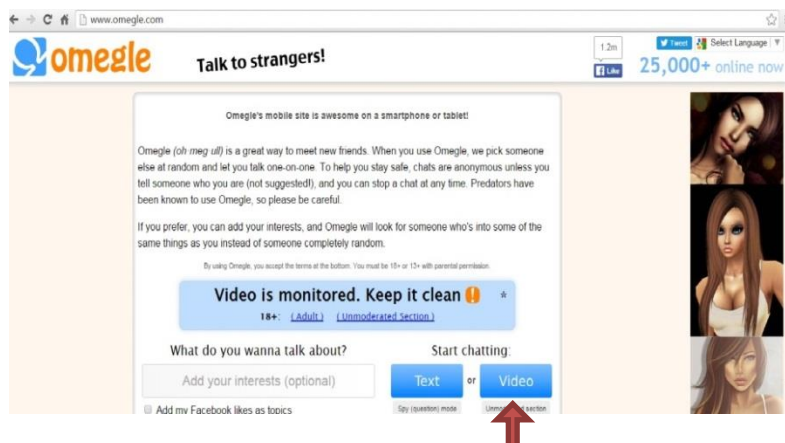 www.omegle.com
omegle
Talk to strangers!
1.2m
Like
Tweet
Select Language
25,000+ online now
Omegle's mobile site is awesome on a smartphone or tablet!
Omegle (oh meg ull) is a great way to meet new friends. When you use Omegle, we pick someone
else at random and let you talk one-on-one. To help you stay safe, chats are anonymous unless you
tell someone who you are (not suggested!), and you can stop a chat at any time. Predators have
been known to use Omegle, so please be careful.
If you prefer, you can add your interests, and Omegle will look for someone who's into some of the
same things as you instead of someone completely random.
By using Omegle, you accept the terms at the bottom. You must be 18+ or 13+ with parental permission.
Video is monitored. Keep it clean ! *
18+: (Adult) (Unmoderated Section)
What do you wanna talk about?
Start chatting:
Add your interests (optional)
Text or Video
Add my Facebook likes as topics
Spy (question) mode
section